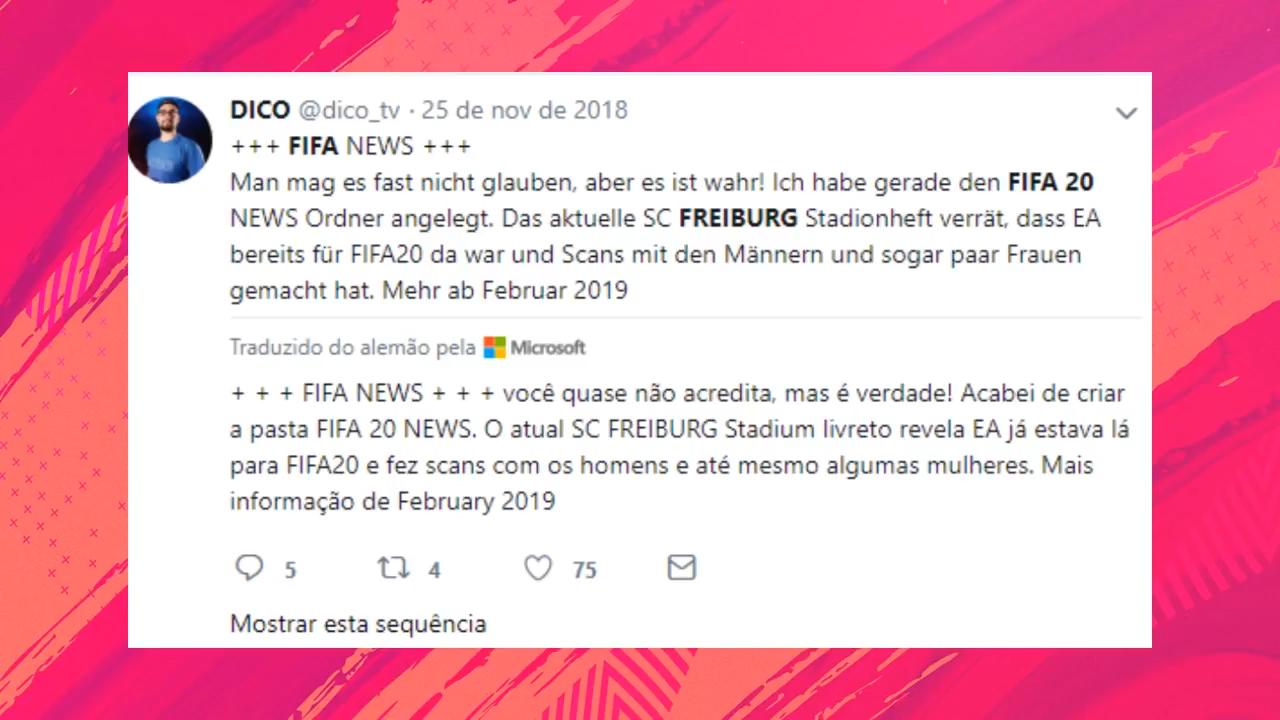 DICO @dico_tv · 25 de nov de 2018
+++ FIFA NEWS +++
Man mag es fast nicht glauben, aber es ist wahr! Ich habe gerade den FIFA 20
NEWS Ordner angelegt. Das aktuelle SC FREIBURG Stadionheft verrät, dass EA
bereits für FIFA20 da war und Scans mit den Männern und sogar paar Frauen
gemacht hat. Mehr ab Februar 2019
Traduzido do alemão pela Microsoft
+ + + FIFA NEWS + + + você quase não acredita, mas é verdade! Acabei de criar
a pasta FIFA 20 NEWS. O atual SC FREIBURG Stadium livreto revela EA já estava lá
para FIFA20 e fez scans com os homens e até mesmo algumas mulheres. Mais
informação de February 2019
5 4 75
Mostrar esta sequência